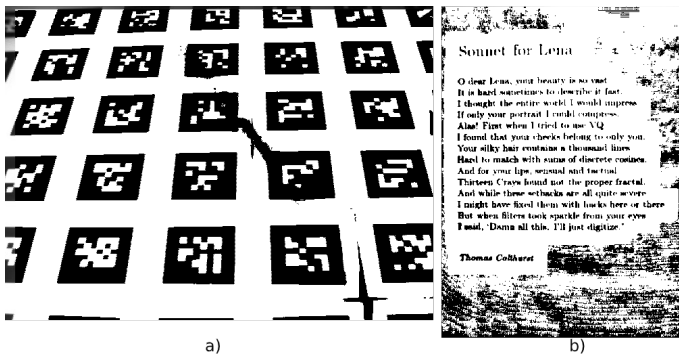 Sonnet for Lena
O dear Lena, your beauty is so vast
It is hard sometimes to describe it fast.
I thought the entire world I would impress
If only your portrait I could compress.
Alas! First when I tried to use VQ
I found that your cheeks belong to only you.
Your silky hair contains a thousand lines
Hard to match with sums of discrete cosines.
And for your lips, sensual and tactual
Thirteen Crays found not the proper fractal.
And while these setbacks are all quite severe
I might have fixed them with hacks here or there
But when filters took sparkle from your eyes
I said, 'Damn all this. I'll just digitize.'
Thomas Colthurst
a)
b)